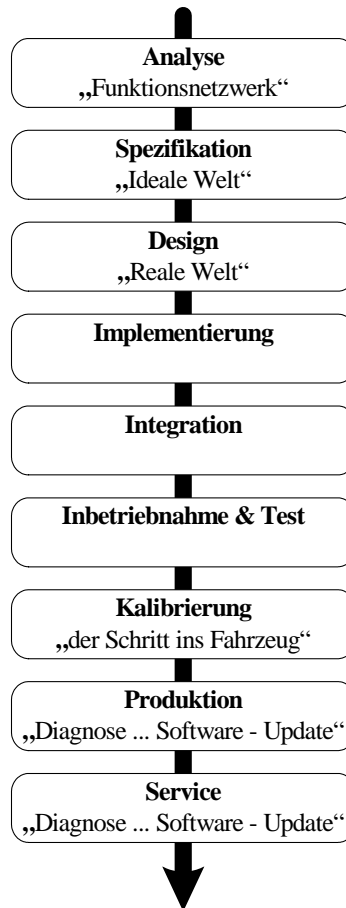 Analyse
„Funktionsnetzwerk“
Spezifikation
„Ideale Welt“
Design
„Reale Welt“
Implementierung
Integration
Inbetriebnahme & Test
Kalibrierung
„der Schritt ins Fahrzeug“
Produktion
„Diagnose ... Software - Update“
Service
„Diagnose ... Software - Update“